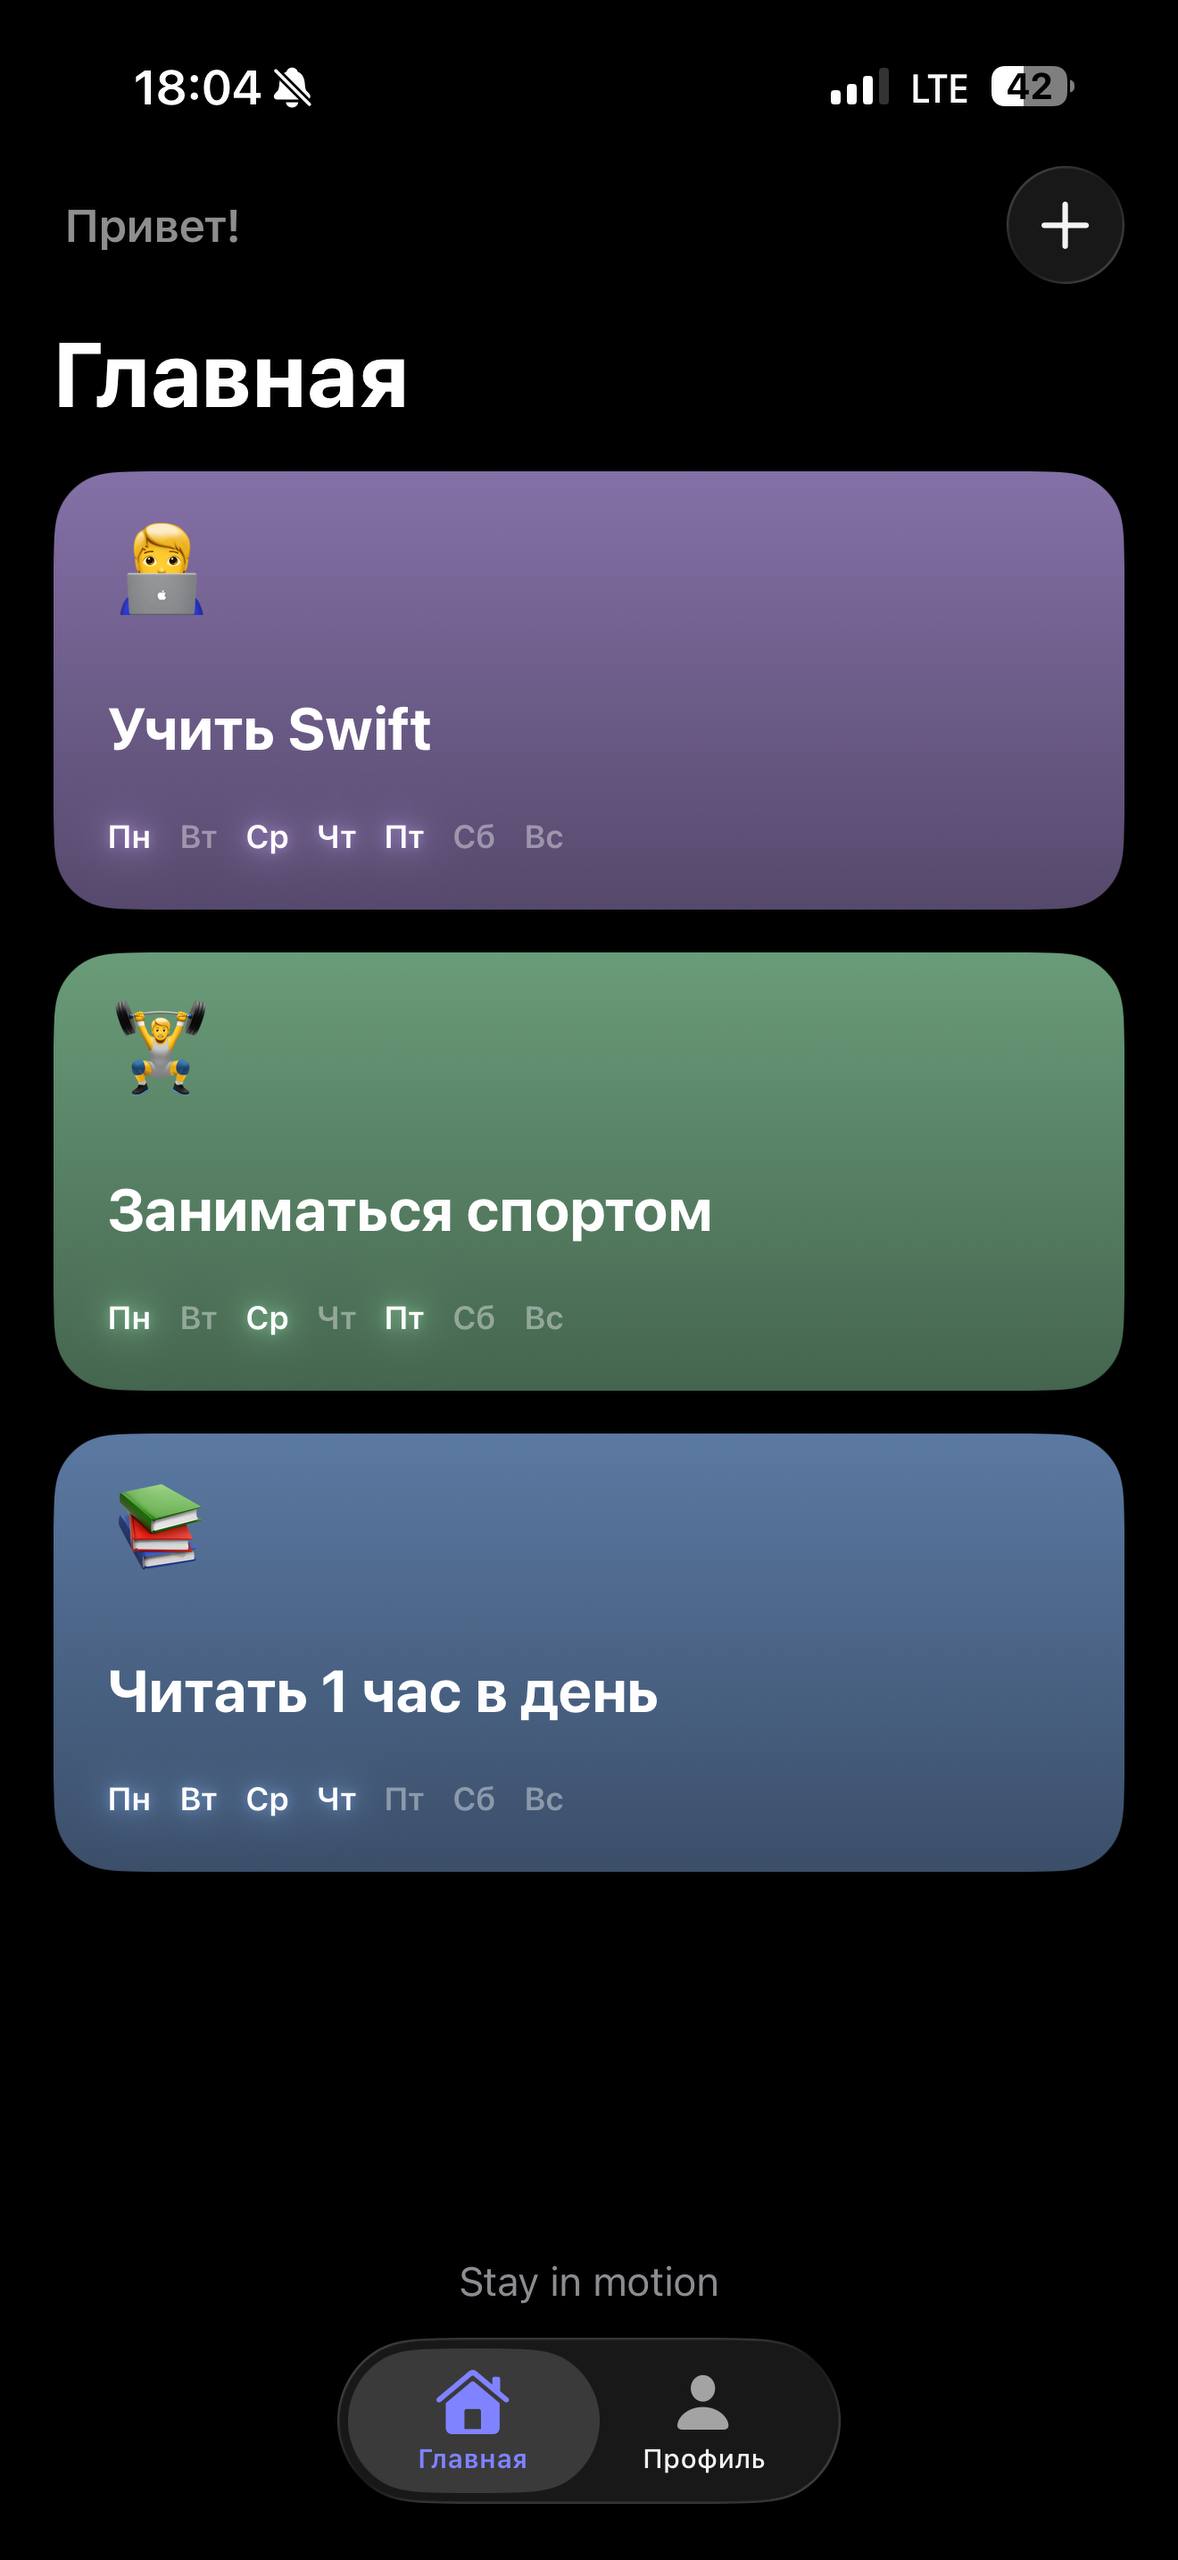 18:04 LTE 42
Привет!
Главная
Учить Swift
Пн Вт Ср Чт Пт Сб Вс
Заниматься спортом
Пн Вт Ср Чт Пт Сб Вс
Читать 1 час в день
Пн Вт Ср Чт Пт Сб Вс
Stay in motion
Главная Профиль